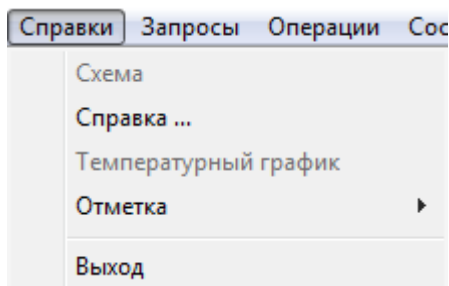 Справки Запросы Операции
Схема
Справка ...
Температурный график
Отметка
Выход